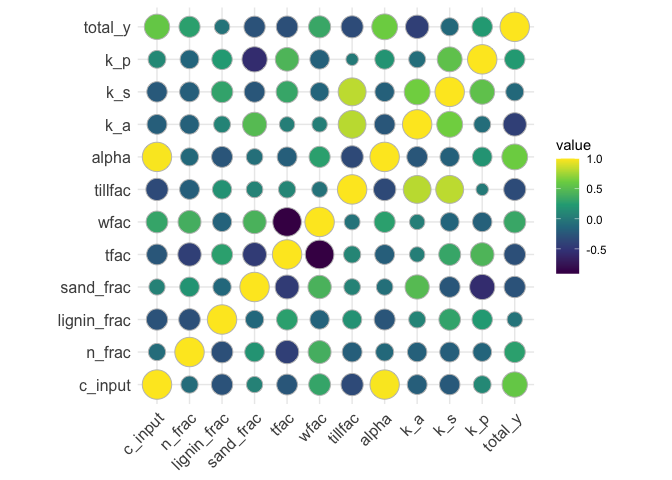 total_y
k_p
k_s
k_a
alpha
tillfac
wfac
tfac
sand_frac
lignin_frac
n_frac
c_input
c_input
n_frac
lignin_frac
sand_frac
tfac
wfac
tillfac
alpha
k_a
k_s
k_p
total_y
value
1.0
0.5
0.0
-0.5